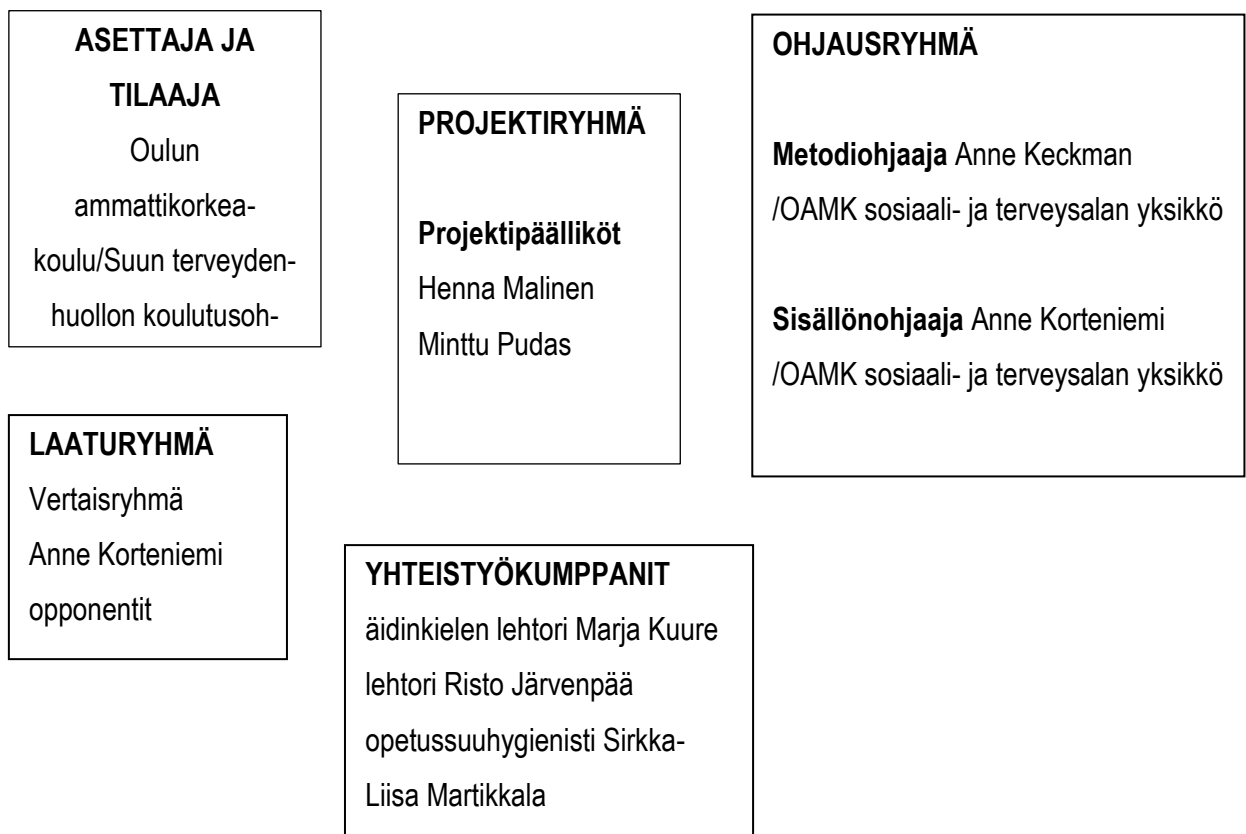 ASETTAJA JA
TILAAJA
Oulun
ammattikorkea-
koulu/Suun terveyden-
huollon koulutusoh-
PROJEKTIRYHMÄ
Projektipäälliköt
Henna Malinen
Minttu Pudas
OHJAUSRYHMÄ
Metodiohjaaja Anne Keckman
/OAMK sosiaali- ja terveysalan yksikkö
Sisällönohjaaja Anne Korteniemi
/OAMK sosiaali- ja terveysalan yksikkö
LAATURYHMÄ
Vertaisryhmä
Anne Korteniemi
opponentit
YHTEISTYÖKUMPPANIT
äidinkielen lehtori Marja Kuure
lehtori Risto Järvenpää
opetussuuhygienisti Sirkka-
Liisa Martikkala